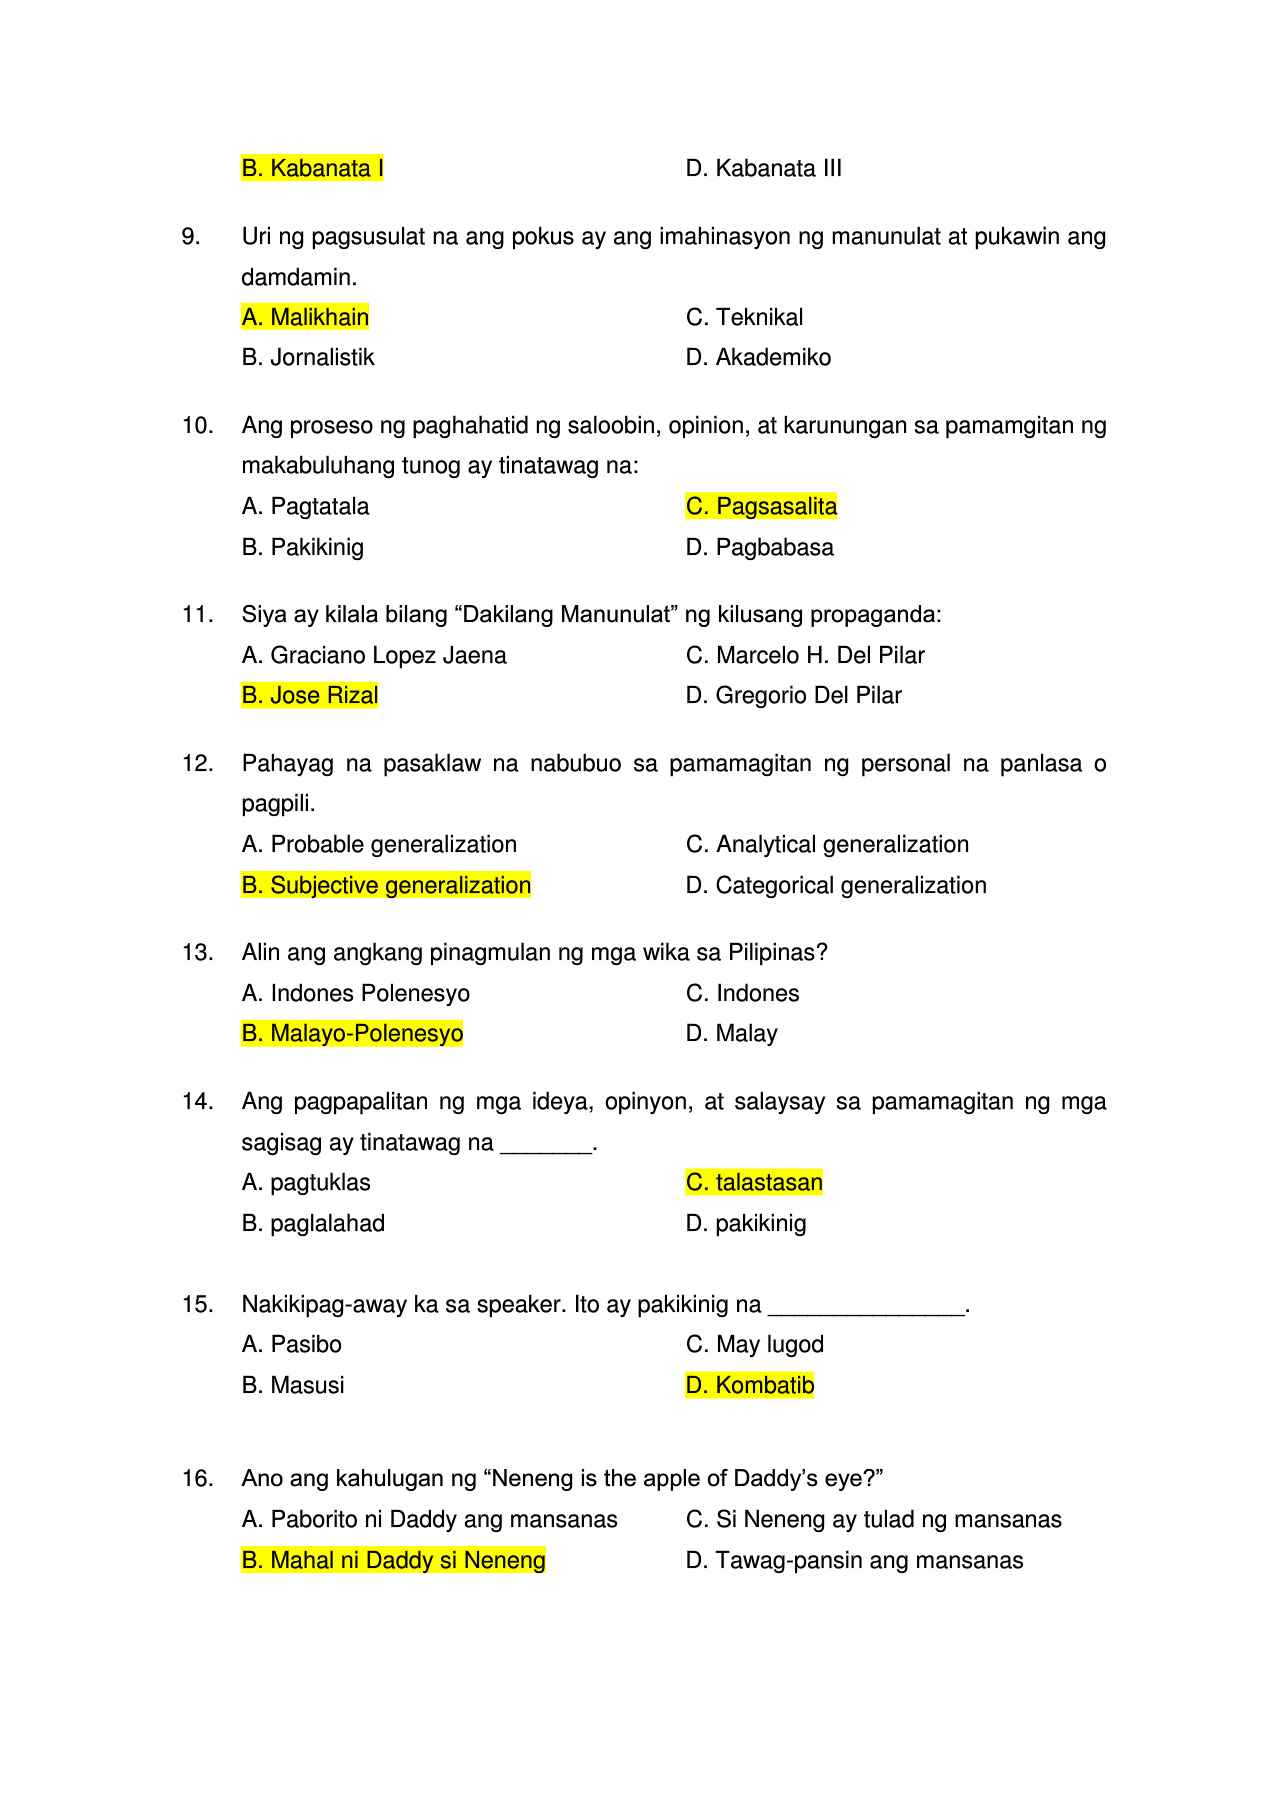 B. Kabanata I D. Kabanata III
9. Uri ng pagsusulat na ang pokus ay ang imahinasyon ng manunulat at pukawin ang
damdamin.
A. Malikhain C. Teknikal
B. Jornalistik D. Akademiko
10. Ang proseso ng paghahatid ng saloobin, opinion, at karunungan sa pamamgitan ng
makabuluhang tunog ay tinatawag na:
A. Pagtatala C. Pagsasalita
B. Pakikinig D. Pagbabasa
11. Siya ay kilala bilang “Dakilang Manunulat” ng kilusang propaganda:
A. Graciano Lopez Jaena C. Marcelo H. Del Pilar
B. Jose Rizal D. Gregorio Del Pilar
12. Pahayag na pasaklaw na nabubuo sa pamamagitan ng personal na panlasa o
pagpili.
A. Probable generalization C. Analytical generalization
B. Subjective generalization D. Categorical generalization
13. Alin ang angkang pinagmulan ng mga wika sa Pilipinas?
A. Indones Polenesyo C. Indones
B. Malayo-Polenesyo D. Malay
14. Ang pagpapalitan ng mga ideya, opinyon, at salaysay sa pamamagitan ng mga
sagisag ay tinatawag na _______.
A. pagtuklas C. talastasan
B. paglalahad D. pakikinig
15. Nakikipag-away ka sa speaker. Ito ay pakikinig na _______________.
A. Pasibo C. May lugod
B. Masusi D. Kombatib
16. Ano ang kahulugan ng “Neneng is the apple of Daddy’s eye?”
A. Paborito ni Daddy ang mansanas C. Si Neneng ay tulad ng mansanas
B. Mahal ni Daddy si Neneng D. Tawag-pansin ang mansanas